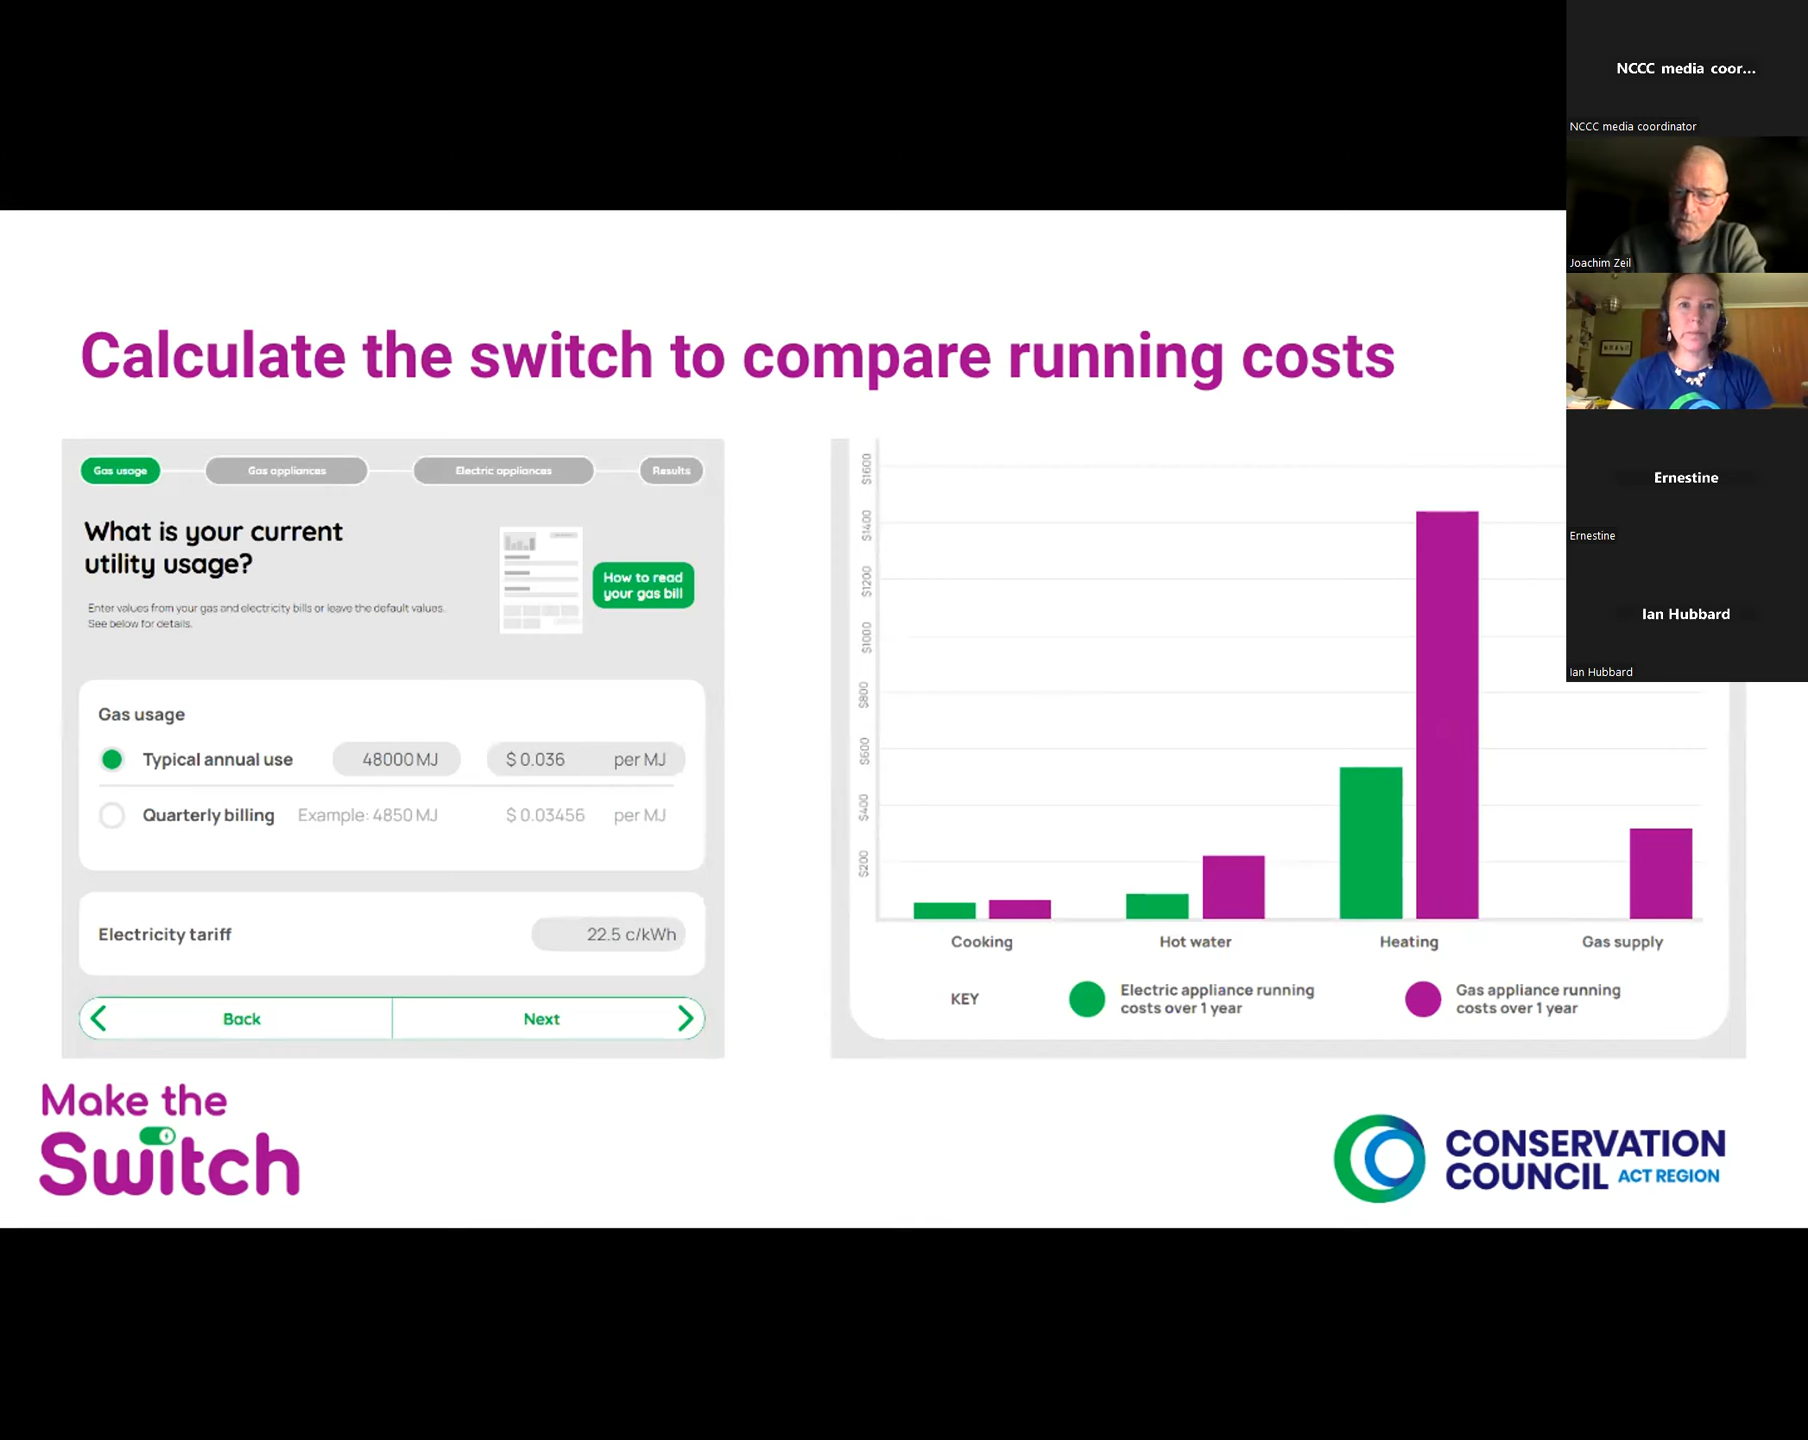 NCCC media coor...
NCCC media coordinator
Joachim Zeil
Ernestine
Ernestine
Ian Hubbard
Ian Hubbard
Calculate the switch to compare running costs
Gas usage
Gas appliances
Electric appliances
Results
What is your current
utility usage?
Enter values from your gas and electricity bills or leave the default values.
See below for details.
How to read
your gas bill
Gas usage
Typical annual use 48000 MJ $ 0.036 per MJ
Quarterly billing Example: 4850 MJ $ 0.03456 per MJ
Electricity tariff 22.5 c/kWh
Back
Next
$1600
$1400
$1200
$1000
$800
$600
$400
$200
Cooking
Hot water
Heating
Gas supply
KEY
Electric appliance running
costs over 1 year
Gas appliance running
costs over 1 year
Make the
Switch
CONSERVATION
COUNCIL ACT REGION